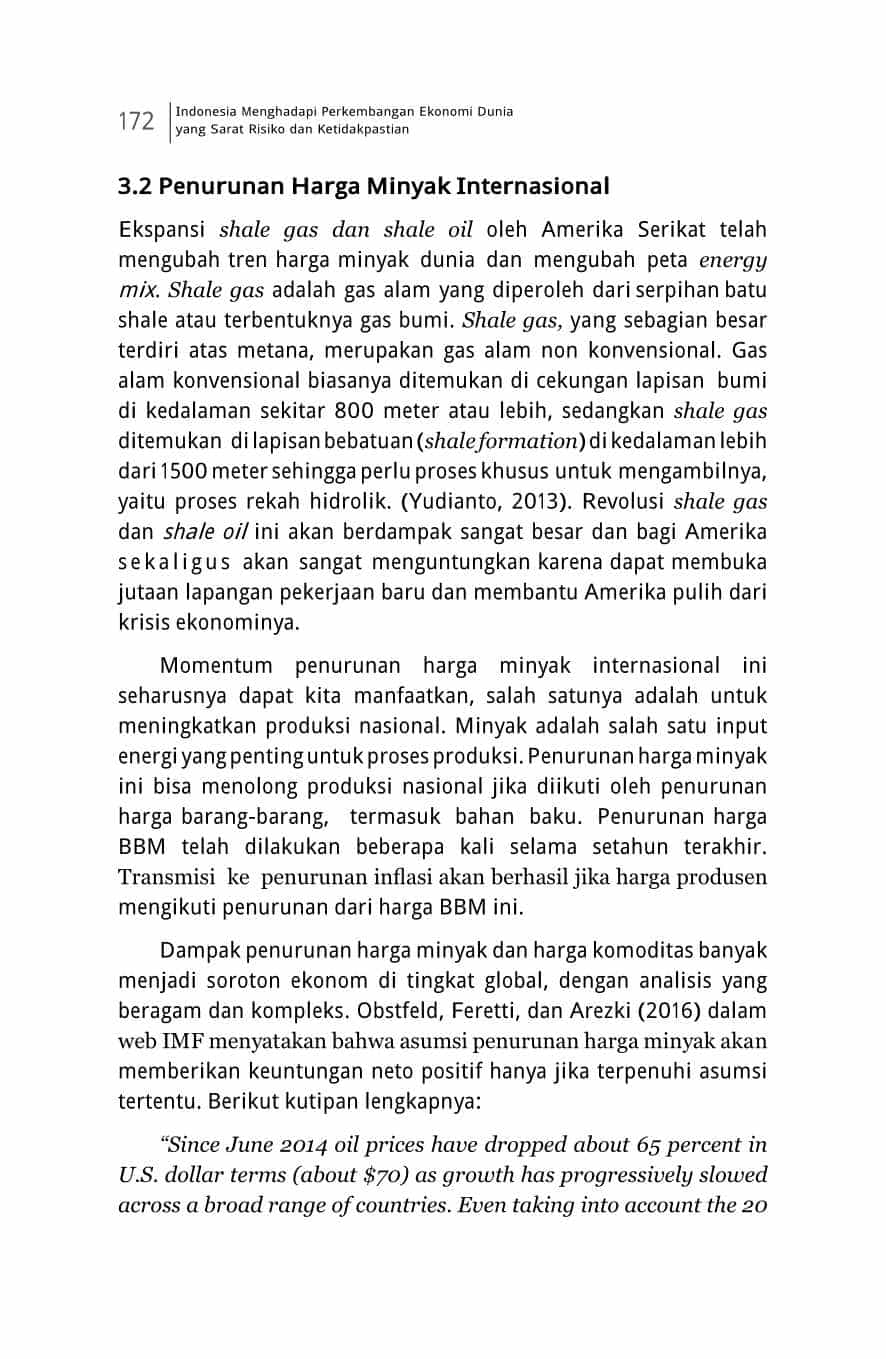 172
Indonesia Menghadapi Perkembangan Ekonomi Dunia
yang Sarat Risiko dan Ketidakpastian
3.2 Penurunan Harga Minyak Internasional
Ekspansi shale gas dan shale oil oleh Amerika Serikat telah
mengubah tren harga minyak dunia dan mengubah peta energy
mix. Shale gas adalah gas alam yang diperoleh dari serpihan batu
shale atau terbentuknya gas bumi. Shale gas, yang sebagian besar
terdiri atas metana, merupakan gas alam non konvensional. Gas
alam konvensional biasanya ditemukan di cekungan lapisan bumi
di kedalaman sekitar 800 meter atau lebih, sedangkan shale gas
ditemukan di lapisan bebatuan (shale formation) di kedalaman lebih
dari 1500 meter sehingga perlu proses khusus untuk mengambilnya,
yaitu proses rekah hidrolik. (Yudianto, 2013). Revolusi shale gas
dan shale oil ini akan berdampak sangat besar dan bagi Amerika
sekaligus akan sangat menguntungkan karena dapat membuka
jutaan lapangan pekerjaan baru dan membantu Amerika pulih dari
krisis ekonominya.
Momentum penurunan harga minyak internasional ini
seharusnya dapat kita manfaatkan, salah satunya adalah untuk
meningkatkan produksi nasional. Minyak adalah salah satu input
energi yang penting untuk proses produksi. Penurunan harga minyak
ini bisa menolong produksi nasional jika diikuti oleh penurunan
harga barang-barang, termasuk bahan baku. Penurunan harga
BBM telah dilakukan beberapa kali selama setahun terakhir.
Transmisi ke penurunan inflasi akan berhasil jika harga produsen
mengikuti penurunan dari harga BBM ini.
Dampak penurunan harga minyak dan harga komoditas banyak
menjadi soroton ekonom di tingkat global, dengan analisis yang
beragam dan kompleks. Obstfeld, Feretti, dan Arezki (2016) dalam
web IMF menyatakan bahwa asumsi penurunan harga minyak akan
memberikan keuntungan neto positif hanya jika terpenuhi asumsi
tertentu. Berikut kutipan lengkapnya:
“Since June 2014 oil prices have dropped about 65 percent in
U.S. dollar terms (about $70) as growth has progressively slowed
across a broad range of countries. Even taking into account the 20